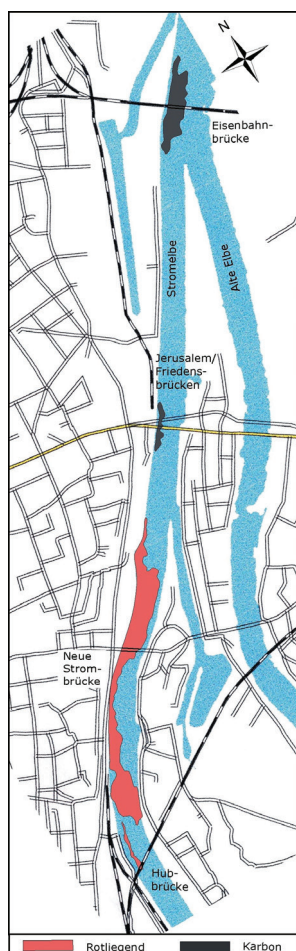 N
Eisenbahn-
brücke
Stromelbe
Alte Elbe
Jerusalem/
Friedens-
brücken
Neue
Strom-
brücke
Hub-
brücke
Rotliegend
Karbon